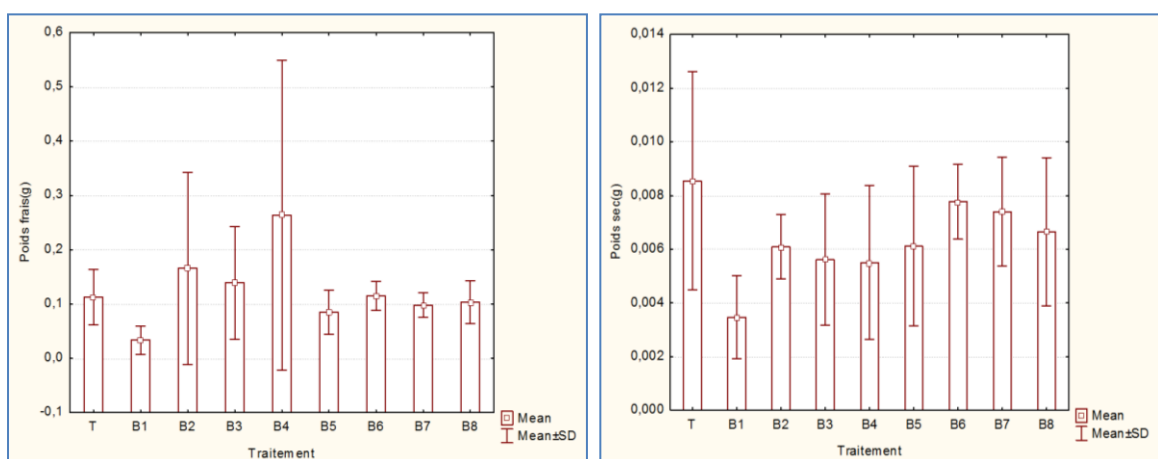 Poids frais(g)
0,6
0,5
0,4
0,3
0,2
0,1
0,0
-0,1
T B1 B2 B3 B4 B5 B6 B7 B8
Traitement
Mean
Mean±SD
Poids sec(g)
0,014
0,012
0,010
0,008
0,006
0,004
0,002
0,000
T B1 B2 B3 B4 B5 B6 B7 B8
Traitement
Mean
Mean±SD